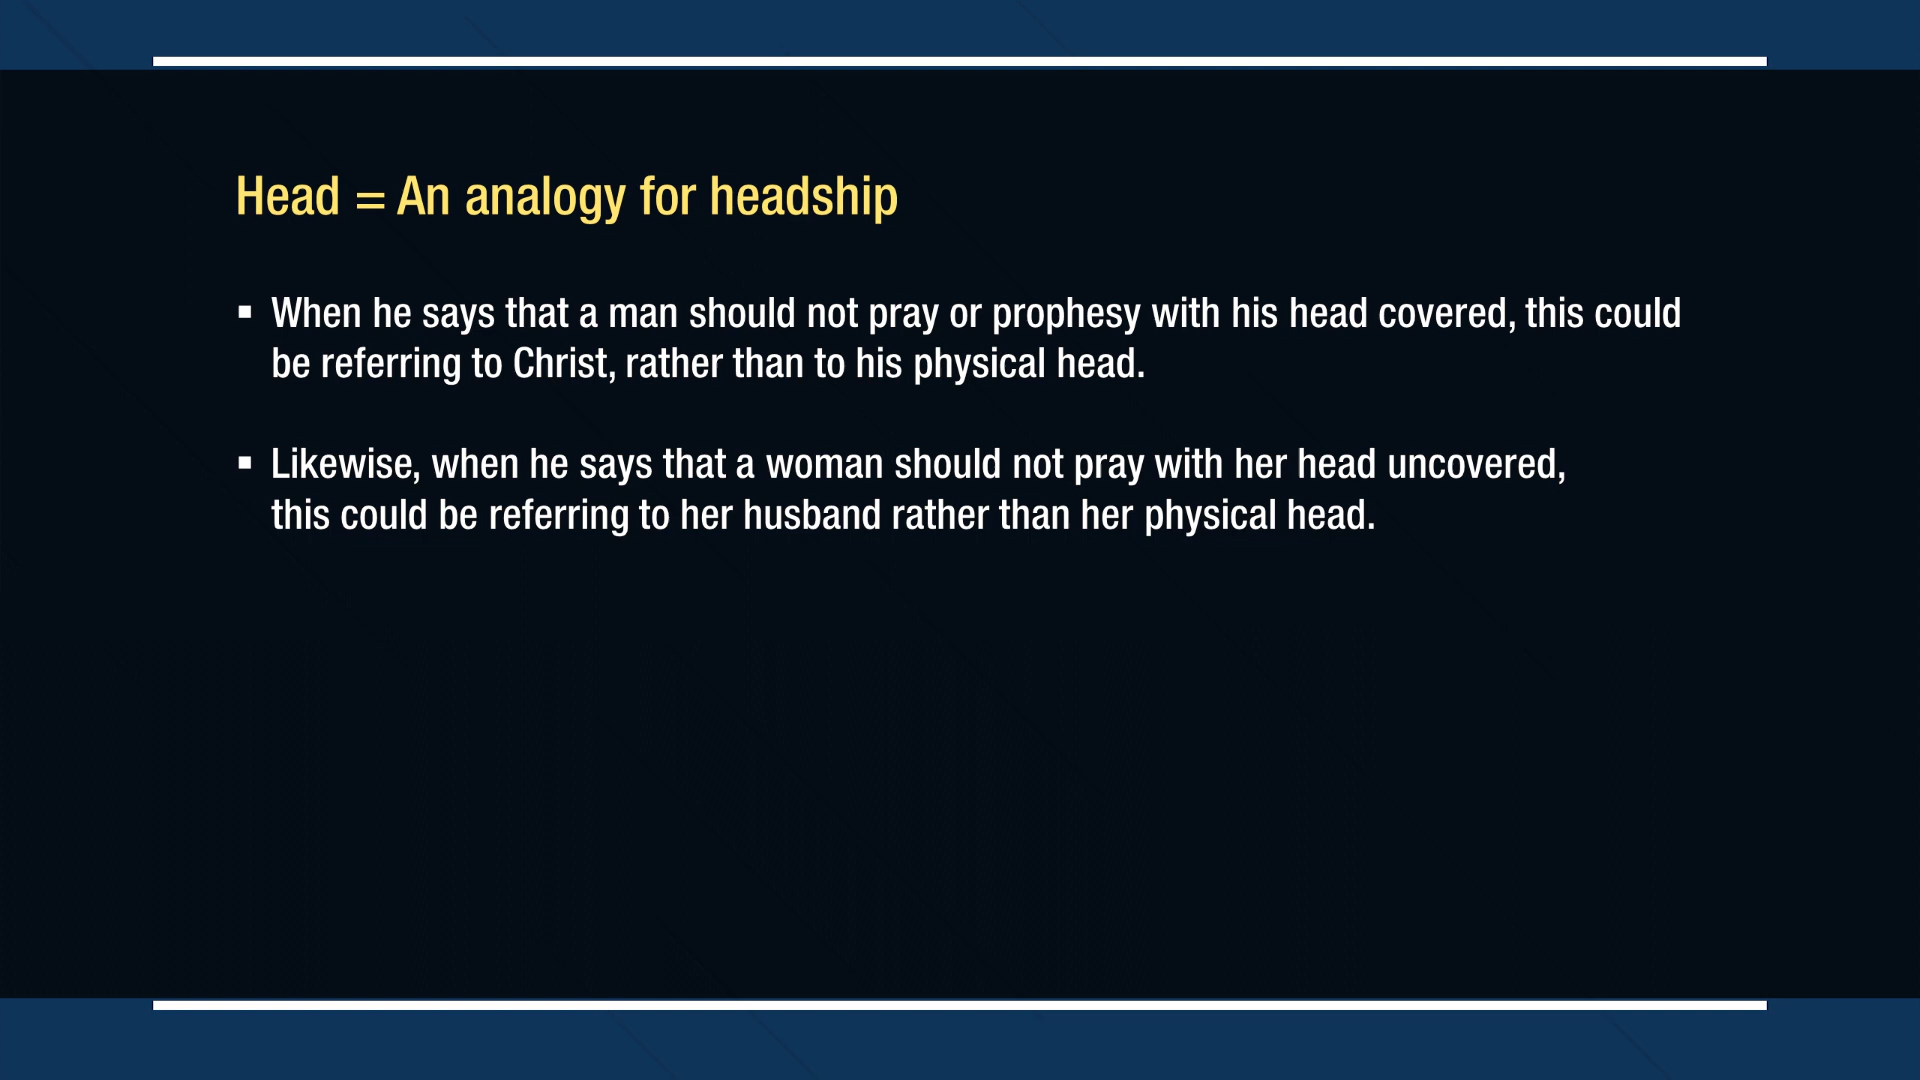 Head = An analogy for headship
▪ When he says that a man should not pray or prophesy with his head covered, this could
be referring to Christ, rather than to his physical head.
▪ Likewise, when he says that a woman should not pray with her head uncovered,
this could be referring to her husband rather than her physical head.